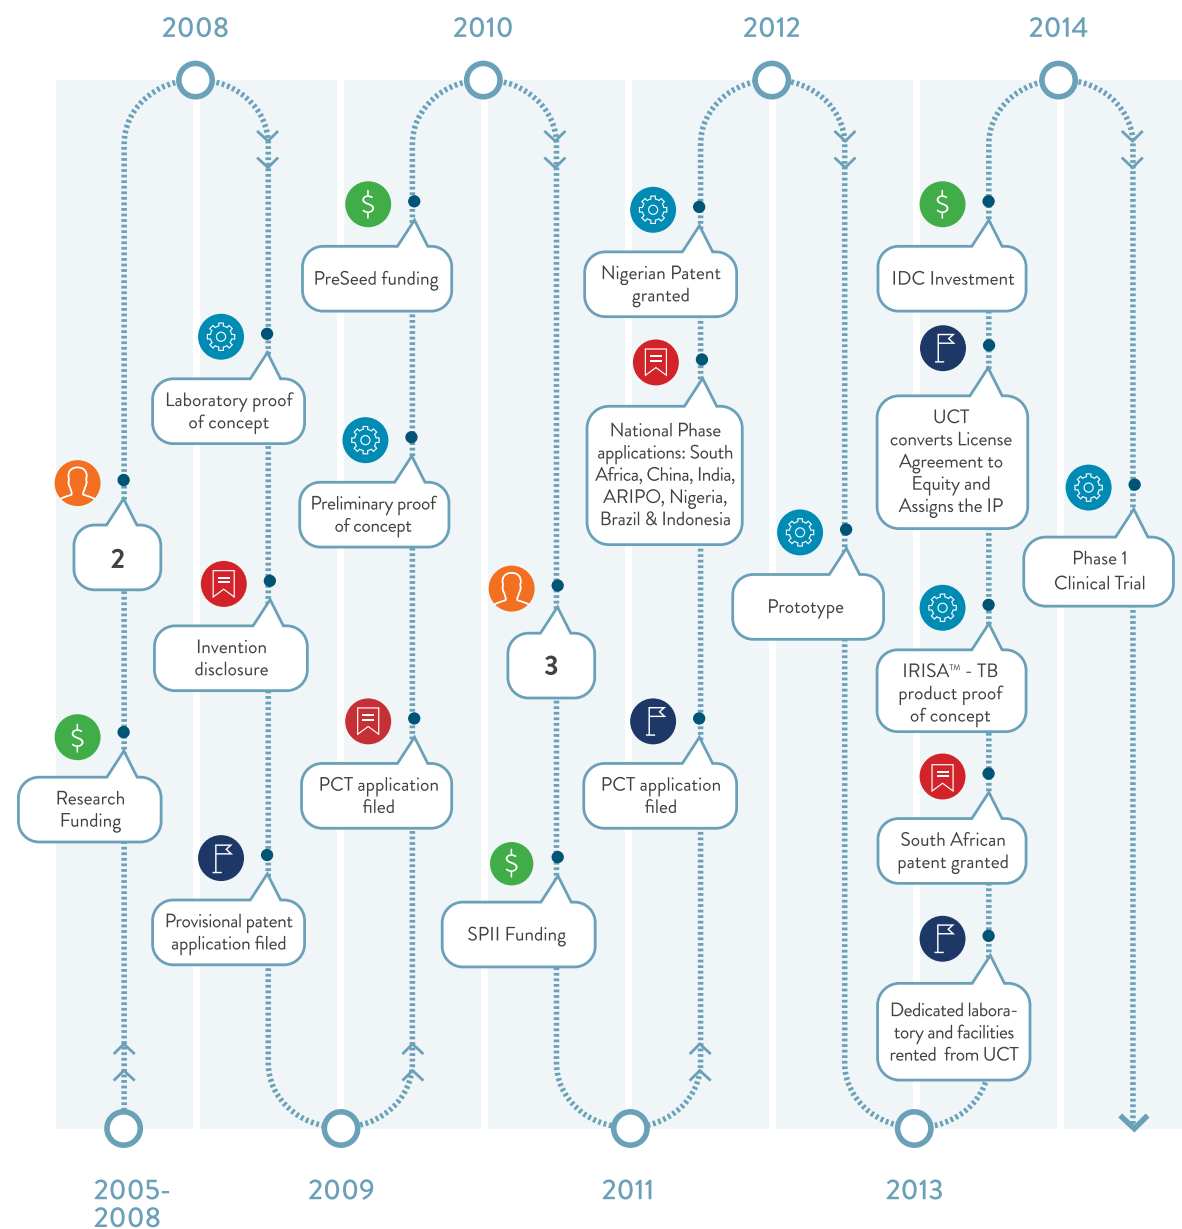 2008
2010
2012
2014
2
Research
Funding
Laboratory proof
of concept
Invention
disclosure
Provisional patent
application filed
PreSeed funding
Preliminary proof
of concept
PCT application
filed
3
SPII Funding
Nigerian Patent
granted
National Phase
applications: South
Africa, China, India,
ARIPO, Nigeria,
Brazil & Indonesia
PCT application
filed
Prototype
IDC Investment
UCT
converts License
Agreement to
Equity and
Assigns the IP
IRISA™ - TB
product proof
of concept
South African
patent granted
Dedicated labora-
tory and facilities
rented from UCT
Phase 1
Clinical Trial
2005-
2008
2009
2011
2013